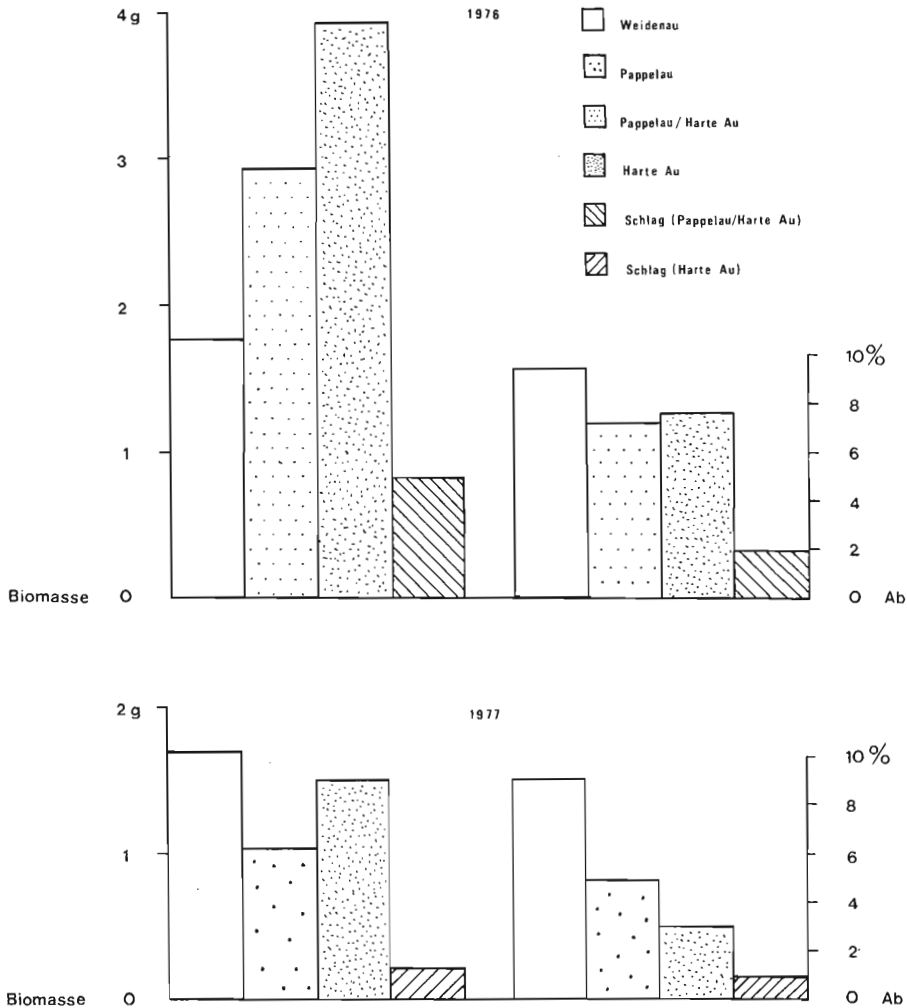 4 g
1976
3
2
1
Biomasse 0
Weidenau
Pappelau
Pappelau / Harte Au
Harte Au
Schlag (Pappelau/Harte Au)
Schlag (Harte Au)
10%
8
6
4
2
0 Ab
2 g
1977
1
Biomasse 0
10%
8
6
4
2
0 Ab